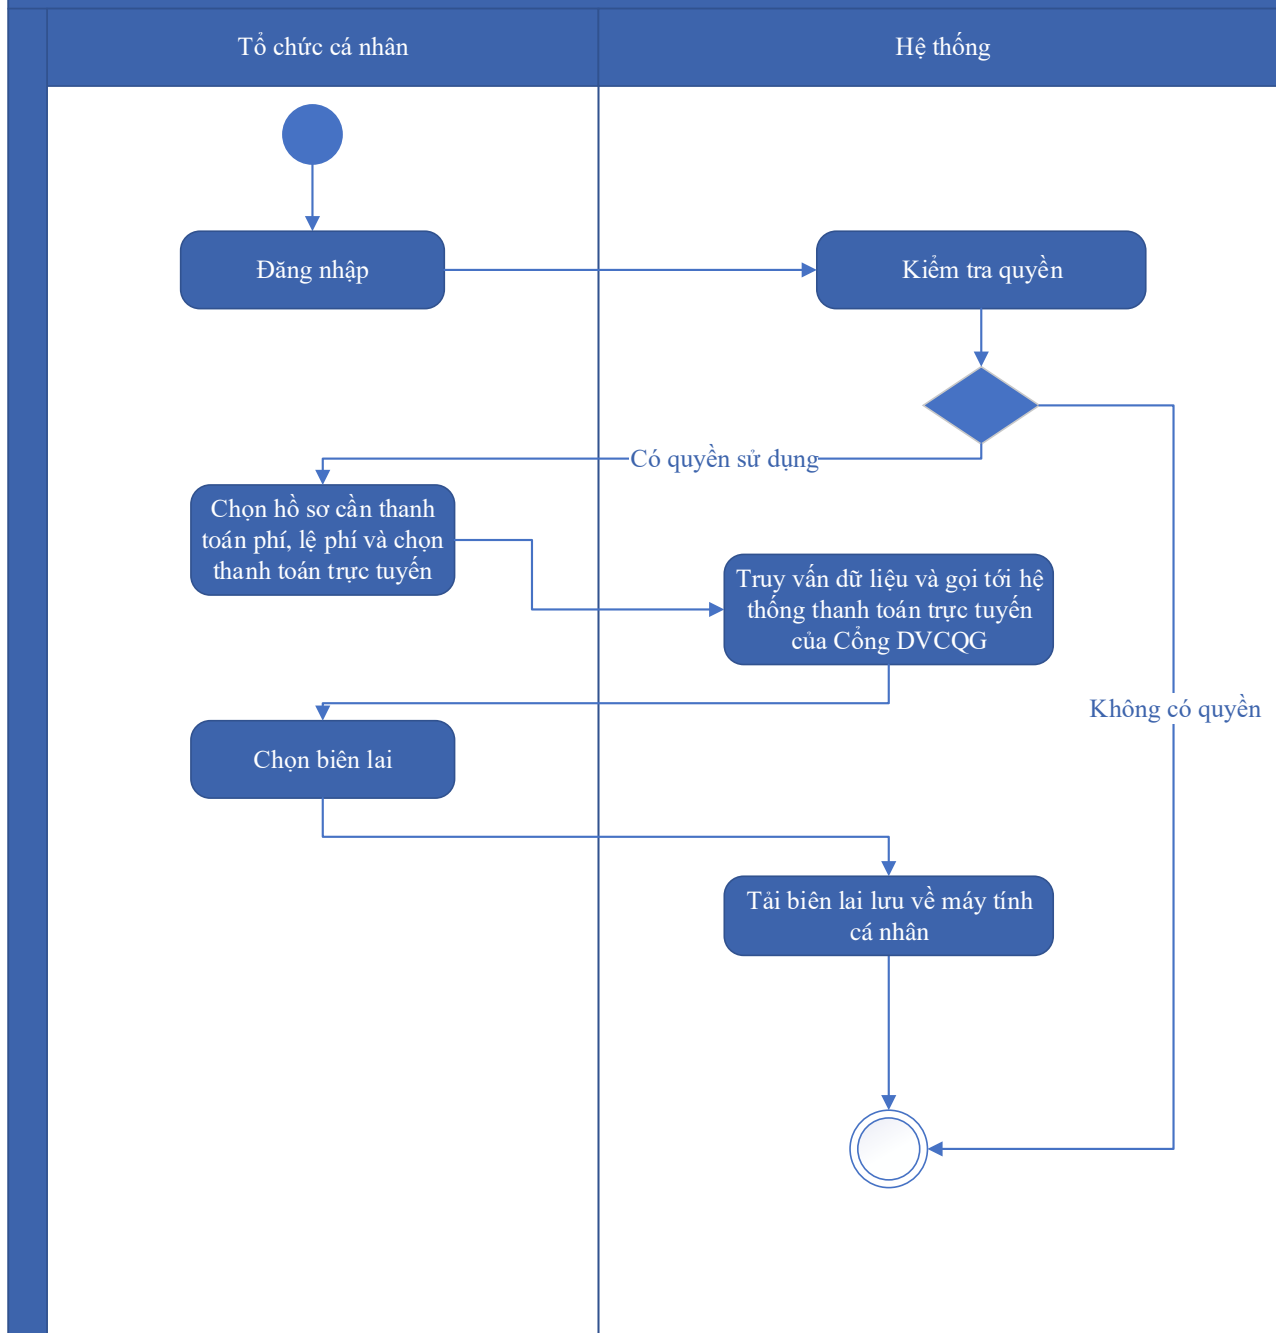 Tổ chức cá nhân
Hệ thống
Đăng nhập
Kiểm tra quyền
Có quyền sử dụng
Chọn hồ sơ cần thanh
toán phí, lệ phí và chọn
thanh toán trực tuyến
Truy vấn dữ liệu và gọi tới hệ
thống thanh toán trực tuyến
của Cổng DVCQG
Không có quyền
Chọn biên lai
Tải biên lai lưu về máy tính
cá nhân